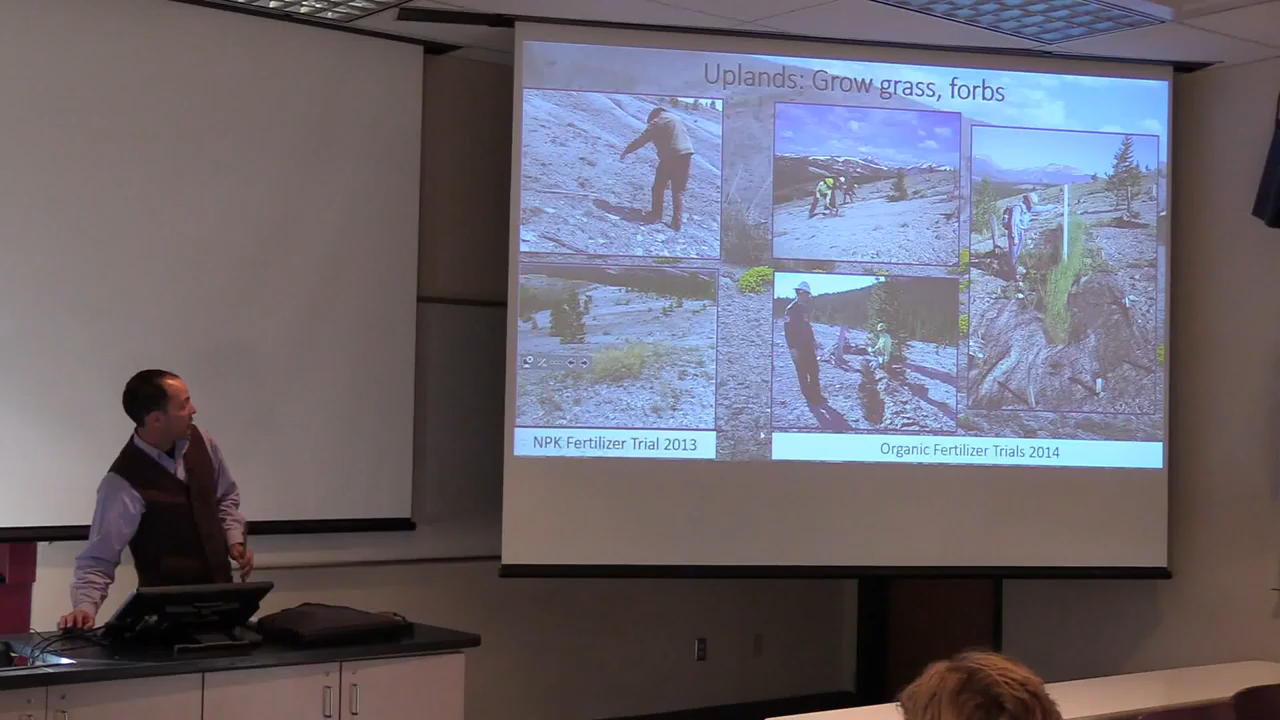 Uplands: Grow grass, forbs
NPK Fertilizer Trial 2013
Organic Fertilizer Trials 2014